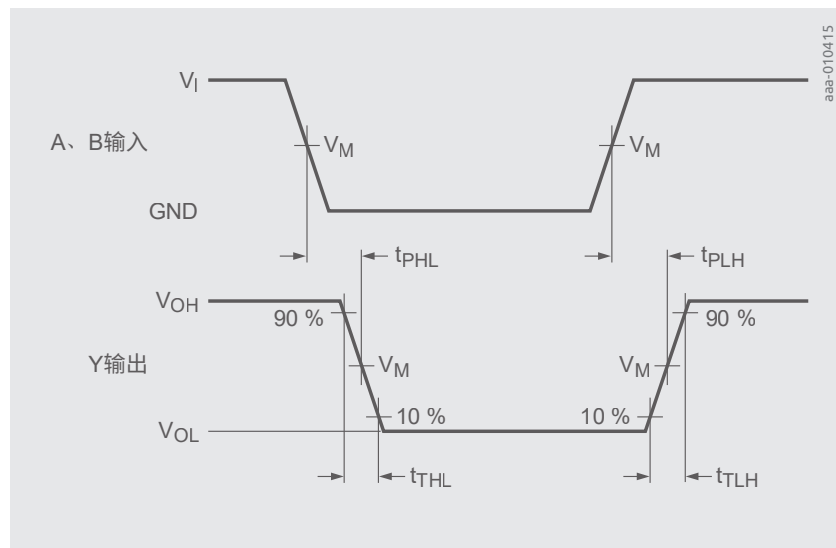 aaa-010415
V_I
A、B输入
V_M
V_M
GND
t_PHL
t_PLH
V_OH
90 %
90 %
Y输出
V_M
V_M
10 %
10 %
V_OL
t_THL
t_TLH